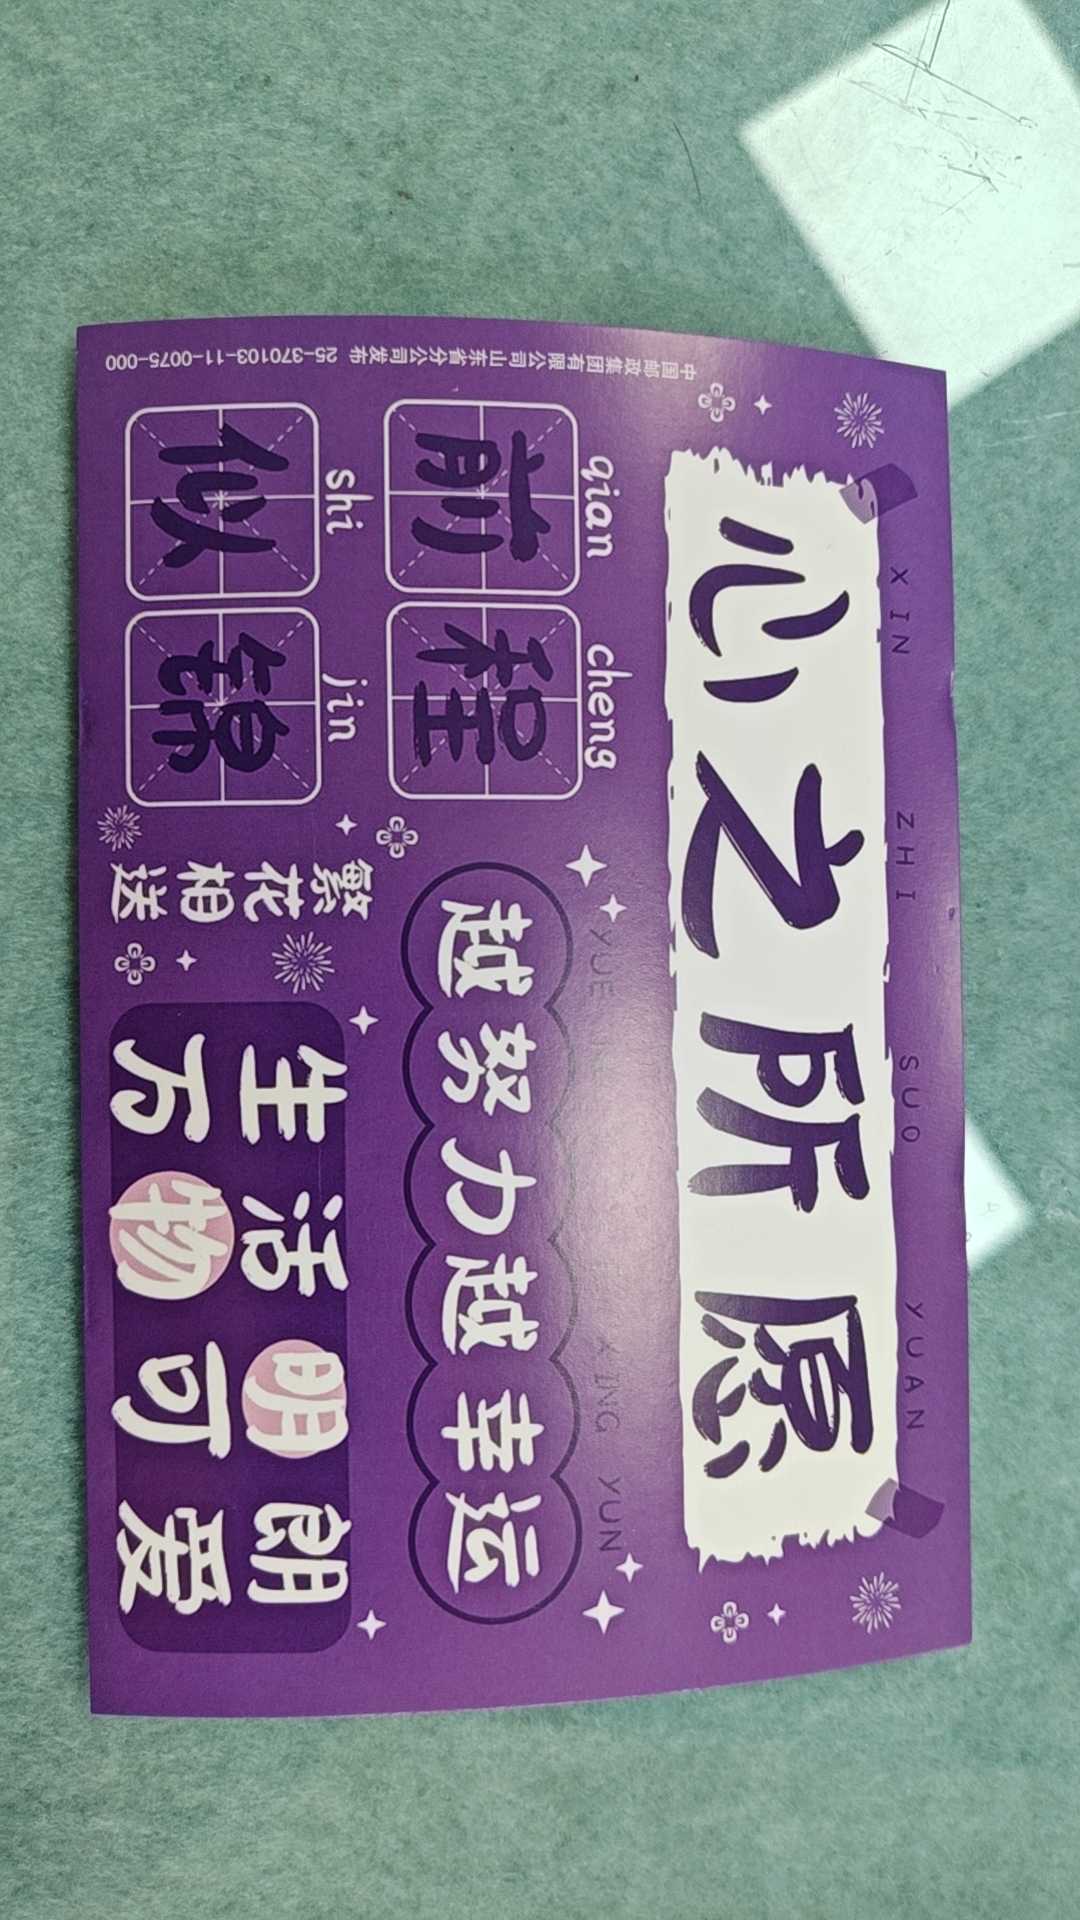 XIN ZHI SUO YUAN
心之所愿
qian cheng
前程
shi jin
似锦
YUE XING YUN
越努力越幸运
繁花相送
生活明朗
万物可爱
中国邮政集团有限公司山东省分公司发布 25-370103-11-0075-000